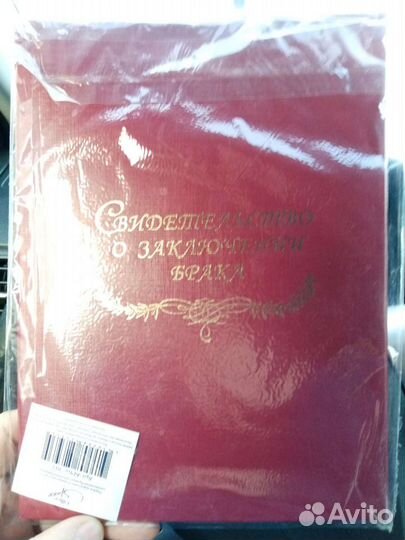 Свидетельство
о заключении
брака
Avito